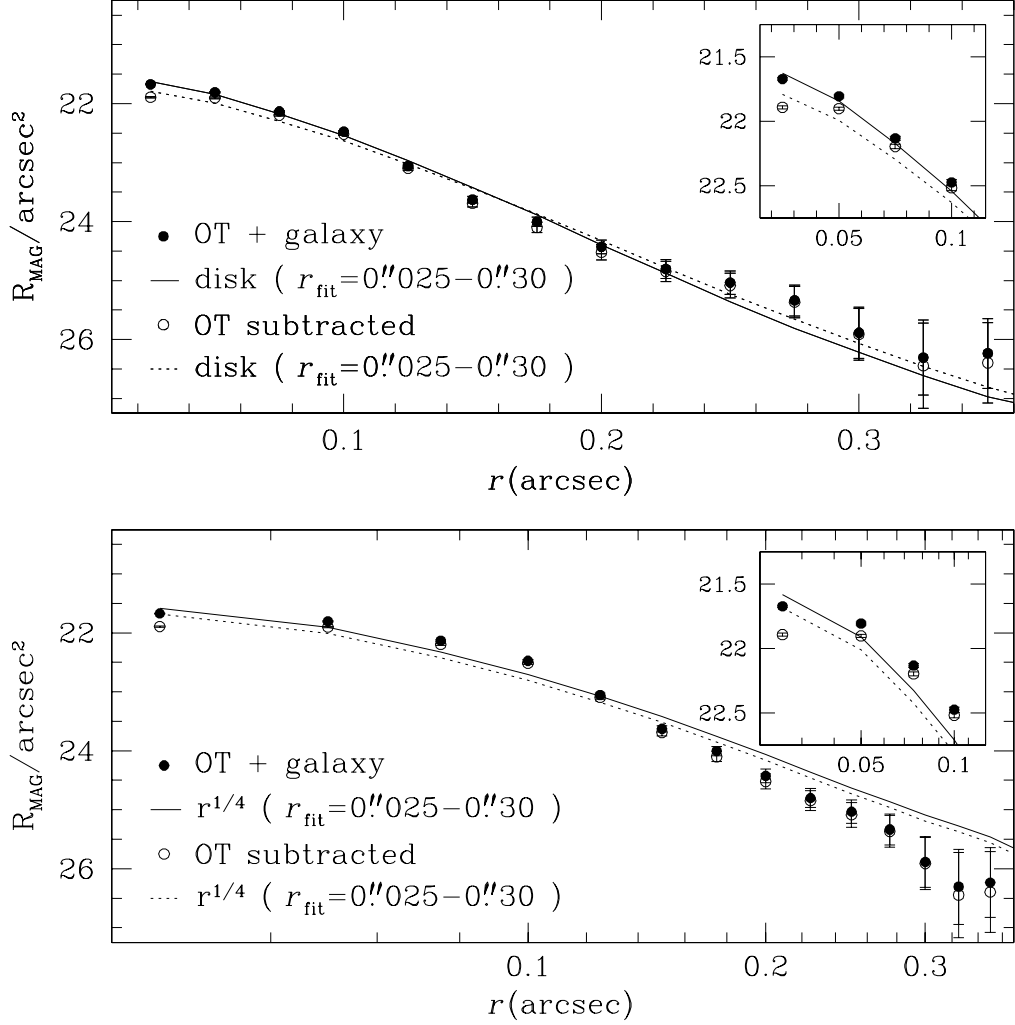 21.5
22
22.5
0.05 0.1
22
24
26
R_MAG/arcsec²
OT + galaxy
disk ( r_fit=0.″025−0.″30 )
OT subtracted
disk ( r_fit=0.″025−0.″30 )
0.1 0.2 0.3
r(arcsec)
21.5
22
22.5
0.05 0.1
22
24
26
R_MAG/arcsec²
OT + galaxy
r^1/4 ( r_fit=0.″025−0.″30 )
OT subtracted
r^1/4 ( r_fit=0.″025−0.″30 )
0.1 0.2 0.3
r(arcsec)